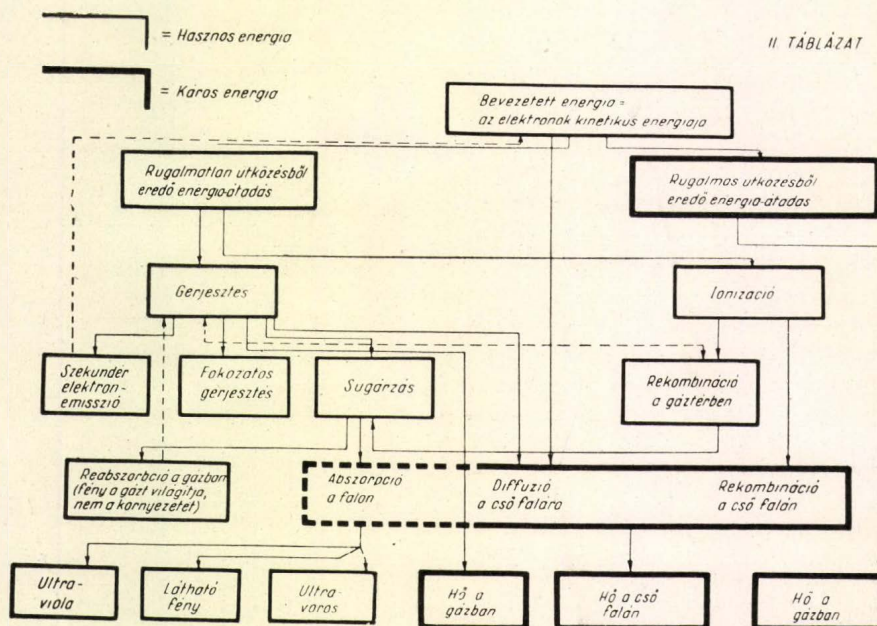 = Hasznos energia
II. TÁBLÁZAT
= Káros energia
Bevezetett energia =
az elektronok kinetikus energiája
Rugalmatlan ütközésből
eredő energia-átadás
Rugalmas ütközésből
eredő energia-átadás
Gerjesztés
Ionizáció
Szekundér
elektron-
emisszió
Fokozatos
gerjesztés
Sugárzás
Rekombináció
a gáztérben
Reabszorbció a gázban
(fény a gázt világítja,
nem a környezetet)
Abszorpció
a falon
Diffuzió
a cső falára
Rekombináció
a cső falán
Ultra-
viola
Látható
fény
Ultra-
vörös
Hő a
gázban
Hő a cső
falán
Hő a
gázban